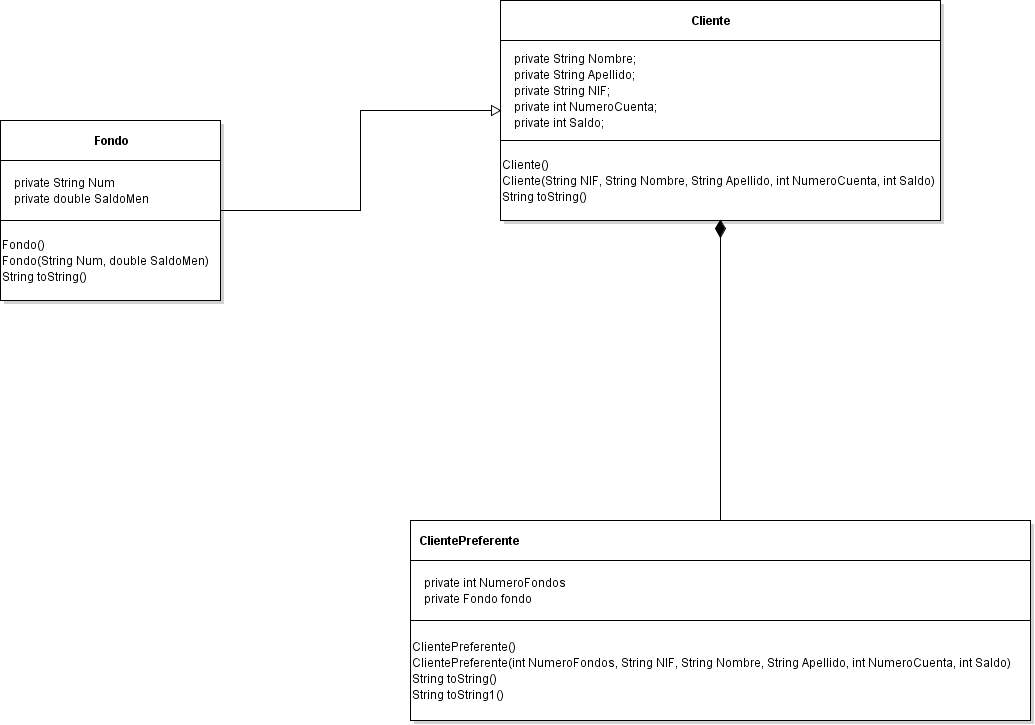 Cliente
private String Nombre;
private String Apellido;
private String NIF;
private int NumeroCuenta;
private int Saldo;
Cliente()
Cliente(String NIF, String Nombre, String Apellido, int NumeroCuenta, int Saldo)
String toString()
Fondo
private String Num
private double SaldoMen
Fondo()
Fondo(String Num, double SaldoMen)
String toString()
ClientePreferente
private int NumeroFondos
private Fondo fondo
ClientePreferente()
ClientePreferente(int NumeroFondos, String NIF, String Nombre, String Apellido, int NumeroCuenta, int Saldo)
String toString()
String toString1()